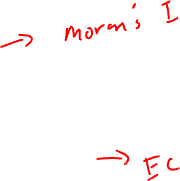 → Moran's I
→ EC